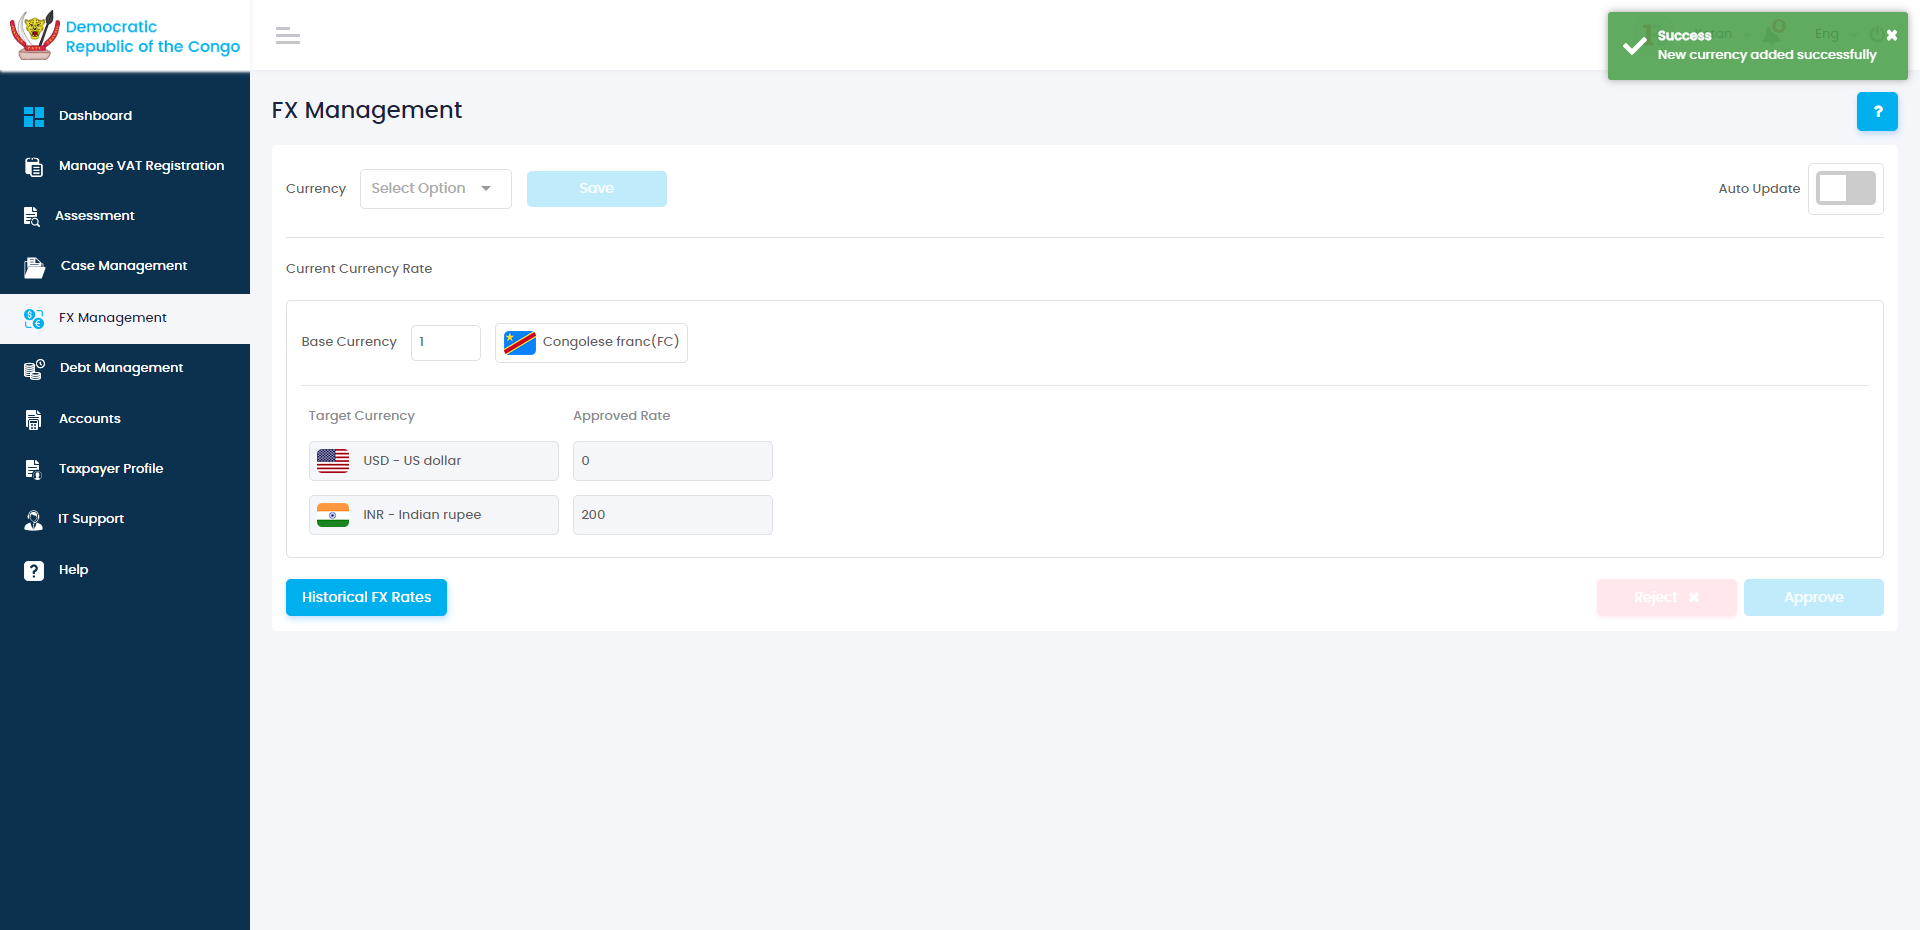 Democratic
Republic of the Congo
Eng
Success
New currency added successfully
Dashboard
Manage VAT Registration
Assessment
Case Management
FX Management
Debt Management
Accounts
Taxpayer Profile
IT Support
Help
FX Management
?
Currency
Select Option
Save
Auto Update
Current Currency Rate
Base Currency
1
Congolese franc(FC)
Target Currency
Approved Rate
USD - US dollar
0
INR - Indian rupee
200
Historical FX Rates
Reject
Approve